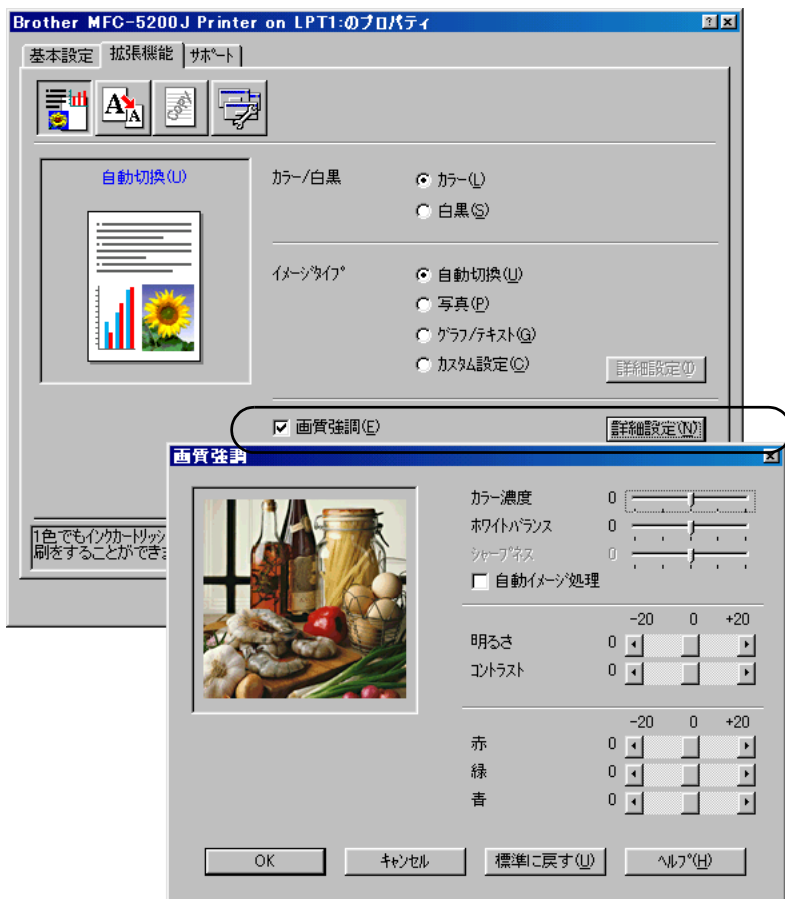 Brother MFC-5200J Printer on LPT1:のプロパティ
基本設定 拡張機能 ｻﾎﾟｰﾄ
Copy
自動切換(U)
ｶﾗｰ/白黒
ｶﾗｰ(L)
白黒(S)
ｲﾒｰｼﾞﾀｲﾌﾟ
自動切換(U)
写真(P)
ｸﾞﾗﾌ/ﾃｷｽﾄ(G)
ｶｽﾀﾑ設定(C)
詳細設定(I)
画質強調(E)
詳細設定(N)
1色でもｲﾝｸｶｰﾄﾘｯｼﾞ
刷をすることができま
画質強調
ｶﾗｰ濃度 0
ﾎﾜｲﾄﾊﾞﾗﾝｽ 0
ｼｬｰﾌﾟﾈｽ 0
自動ｲﾒｰｼﾞ処理
-20 0 +20
明るさ 0
ｺﾝﾄﾗｽﾄ 0
-20 0 +20
赤 0
緑 0
青 0
OK ｷｬﾝｾﾙ 標準に戻す(U) ﾍﾙﾌﾟ(H)